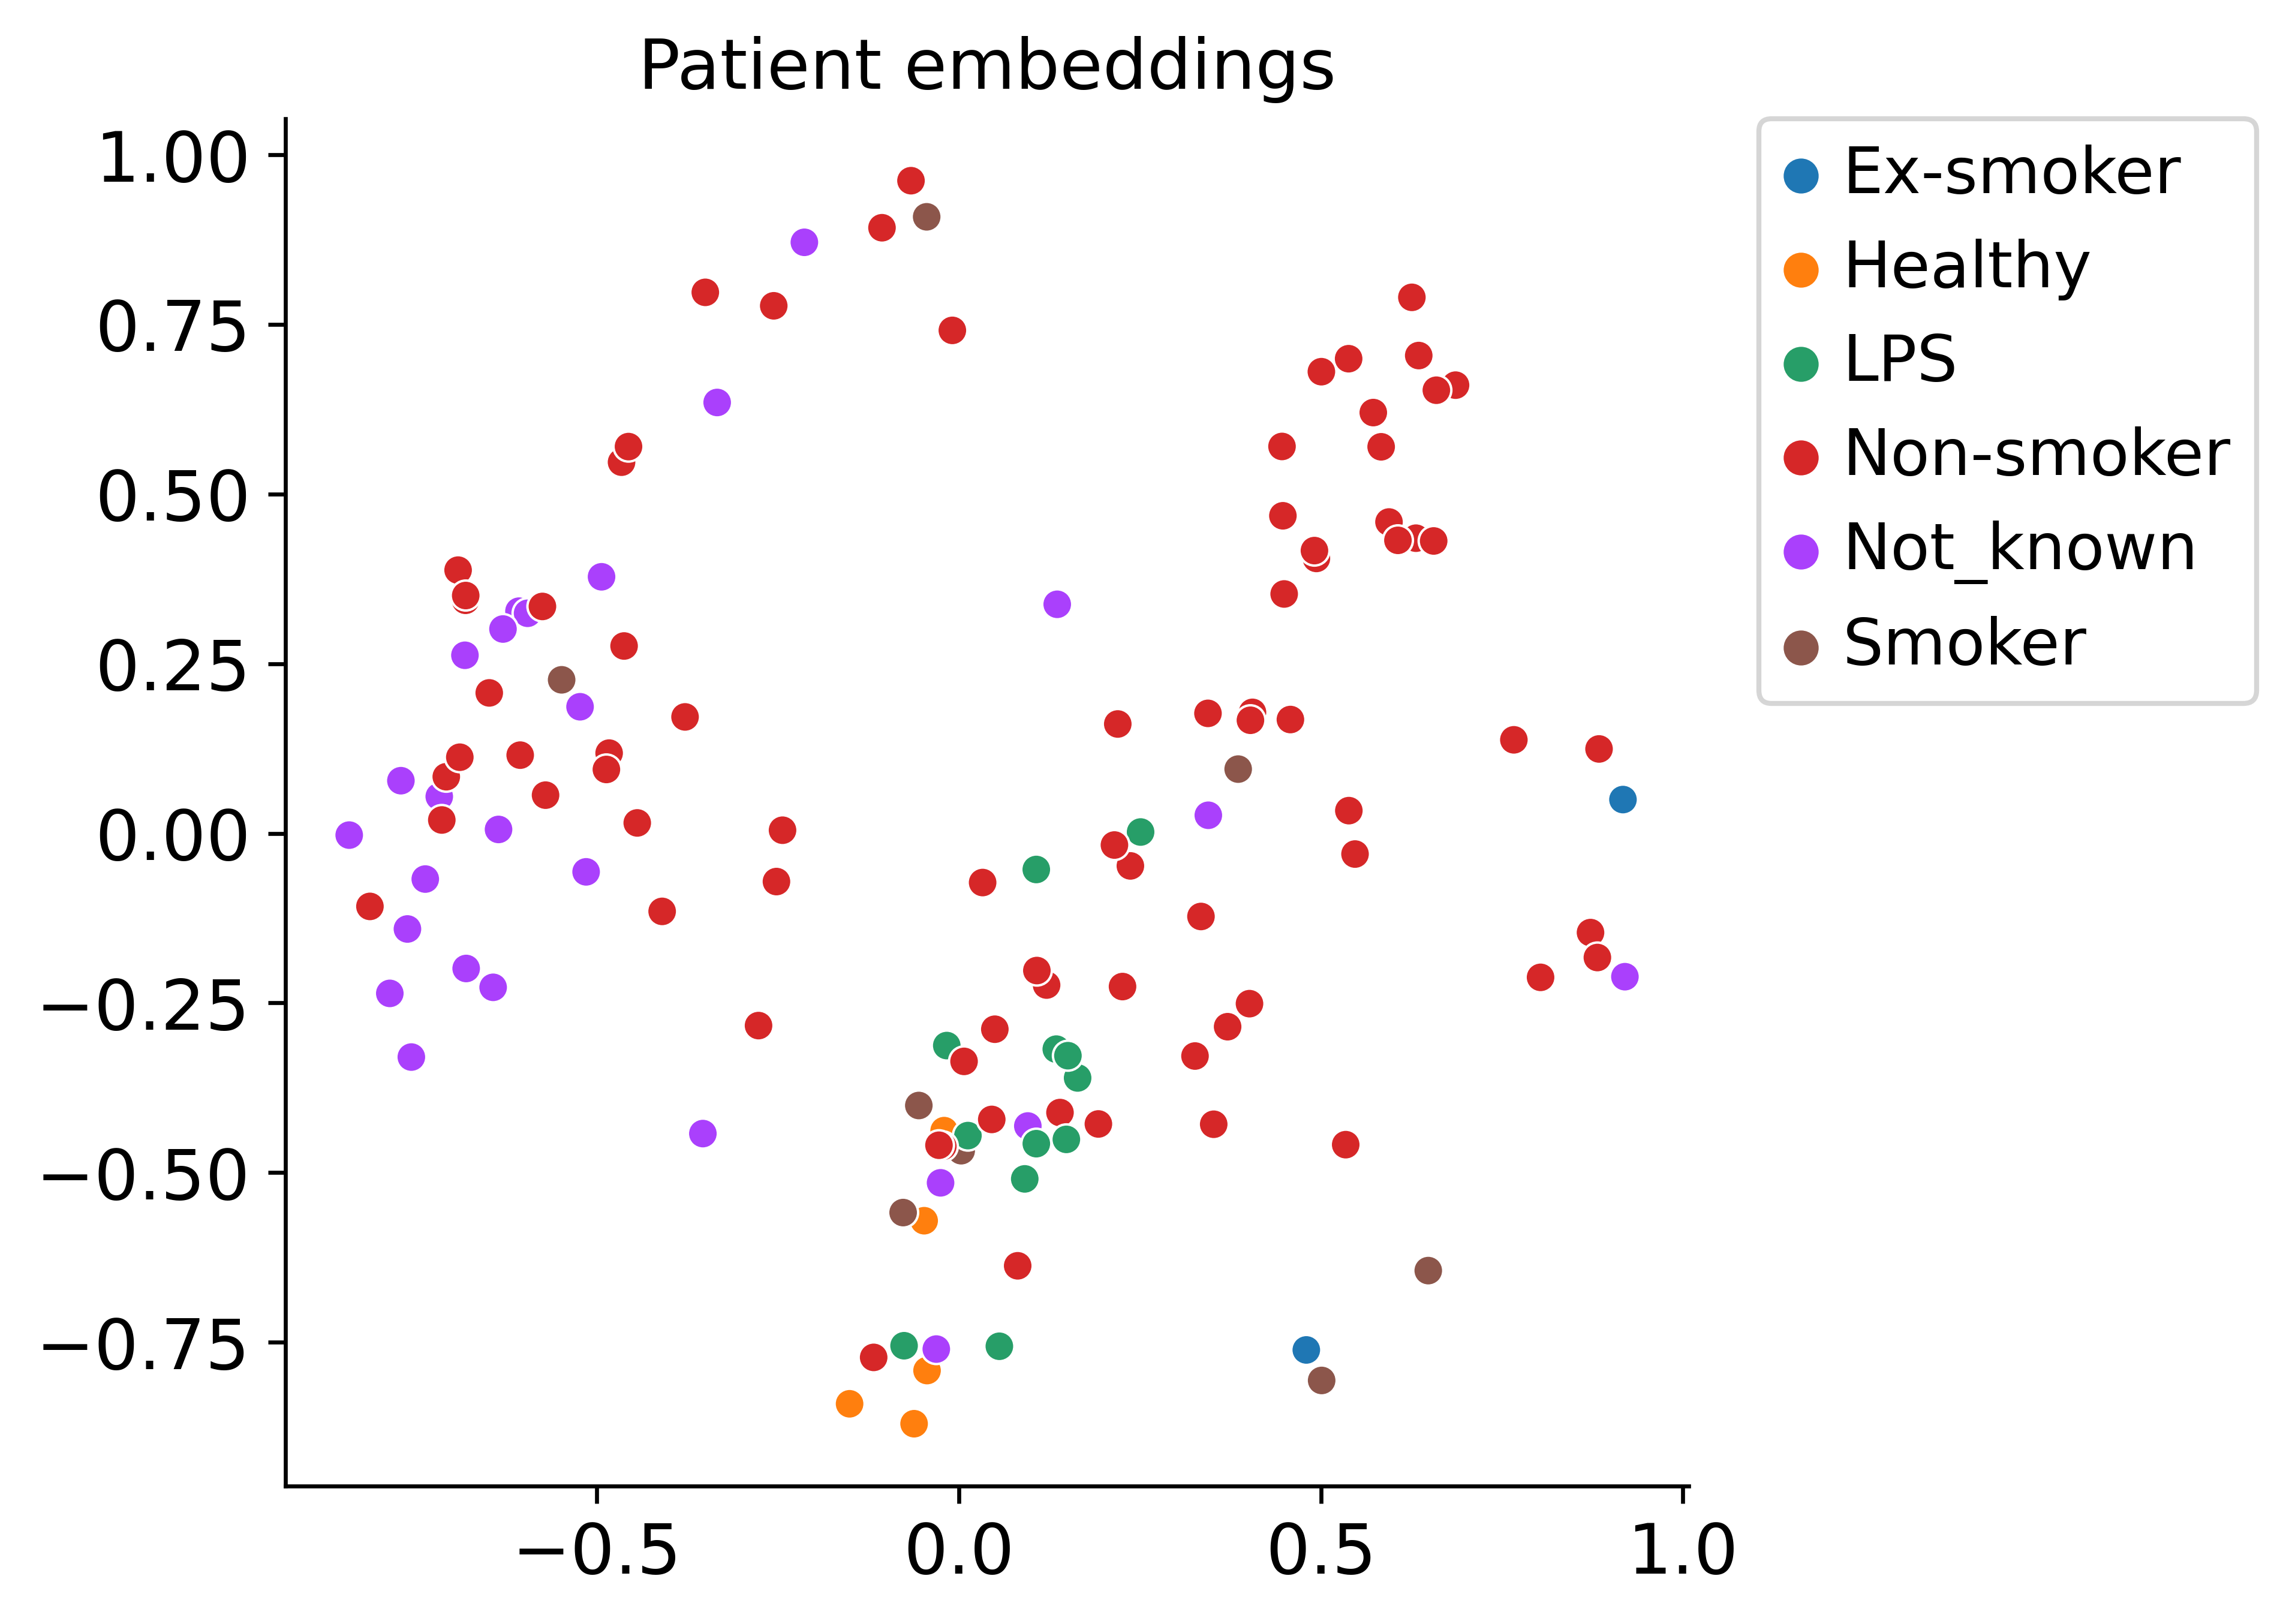 Patient embeddings
1.00
0.75
0.50
0.25
0.00
−0.25
−0.50
−0.75
−0.5
0.0
0.5
1.0
Ex-smoker
Healthy
LPS
Non-smoker
Not_known
Smoker